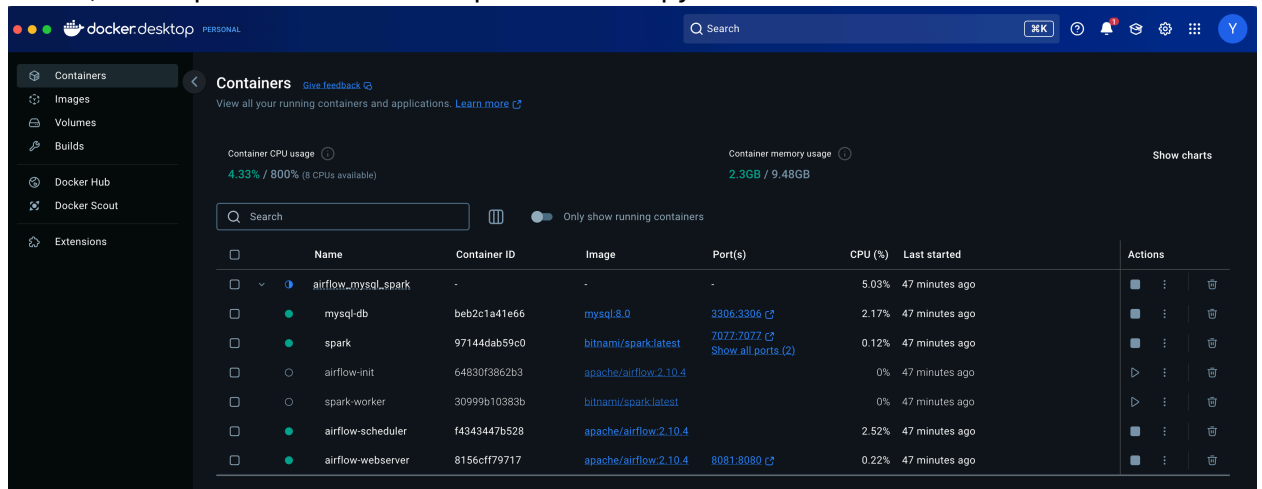 docker.desktop PERSONAL Search ⌘K 1 Y
Containers
Images
Volumes
Builds
Docker Hub
Docker Scout
Extensions
Containers Give feedback
View all your running containers and applications. Learn more
Container CPU usage
4.33% / 800% (8 CPUs available)
Container memory usage
2.3GB / 9.48GB
Show charts
Search
Only show running containers
Name Container ID Image Port(s) CPU (%) Last started Actions
airflow_mysql_spark - - - 5.03% 47 minutes ago
mysql-db beb2c1a41e66 mysql:8.0 3306:3306 2.17% 47 minutes ago
spark 97144dab59c0 bitnami/spark:latest 7077:7077 0.12% 47 minutes ago
Show all ports (2)
airflow-init 64830f3862b3 apache/airflow:2.10.4 0% 47 minutes ago
spark-worker 30999b10383b bitnami/spark:latest 0% 47 minutes ago
airflow-scheduler f4343447b528 apache/airflow:2.10.4 2.52% 47 minutes ago
airflow-webserver 8156cff79717 apache/airflow:2.10.4 8081:8080 0.22% 47 minutes ago